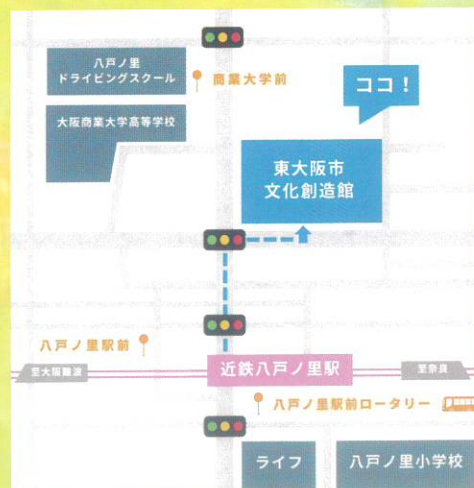 八戸ノ里
ドライビングスクール
商業大学前
ココ！
大阪商業大学高等学校
東大阪市
文化創造館
八戸ノ里駅前
至大阪難波
近鉄八戸ノ里駅
至奈良
八戸ノ里駅前ロータリー
ライフ
八戸ノ里小学校